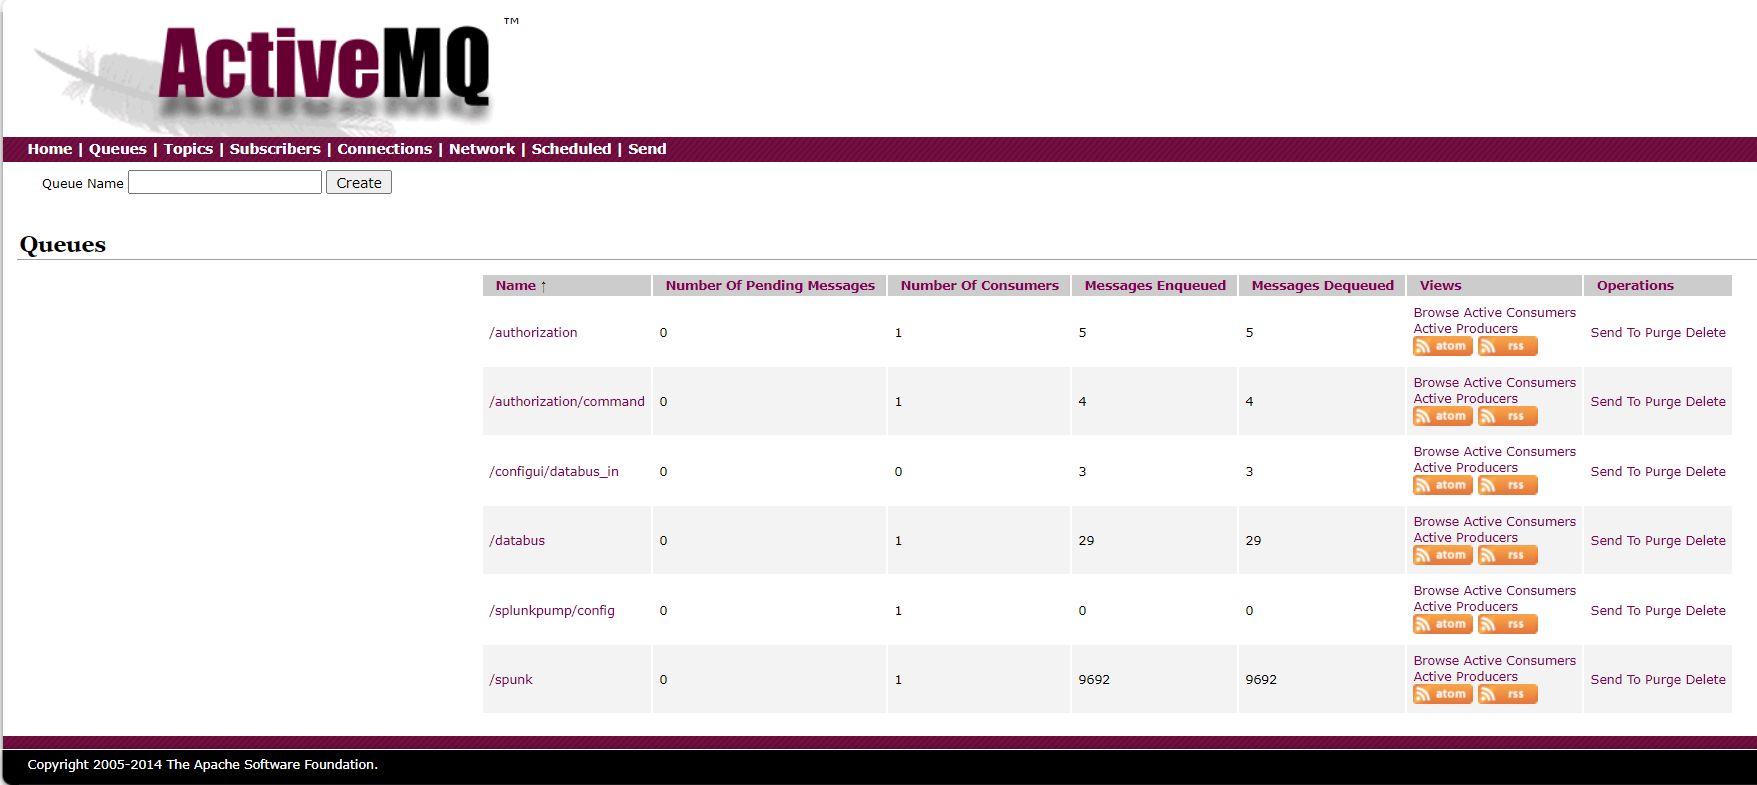 ActiveMQ™
Home | Queues | Topics | Subscribers | Connections | Network | Scheduled | Send
Queue Name Create
Queues
Name ↑ Number Of Pending Messages Number Of Consumers Messages Enqueued Messages Dequeued Views Operations
/authorization 0 1 5 5 Browse Active Consumers
Active Producers
atom rss Send To Purge Delete
/authorization/command 0 1 4 4 Browse Active Consumers
Active Producers
atom rss Send To Purge Delete
/configui/databus_in 0 0 3 3 Browse Active Consumers
Active Producers
atom rss Send To Purge Delete
/databus 0 1 29 29 Browse Active Consumers
Active Producers
atom rss Send To Purge Delete
/splunkpump/config 0 1 0 0 Browse Active Consumers
Active Producers
atom rss Send To Purge Delete
/spunk 0 1 9692 9692 Browse Active Consumers
Active Producers
atom rss Send To Purge Delete
Copyright 2005-2014 The Apache Software Foundation.